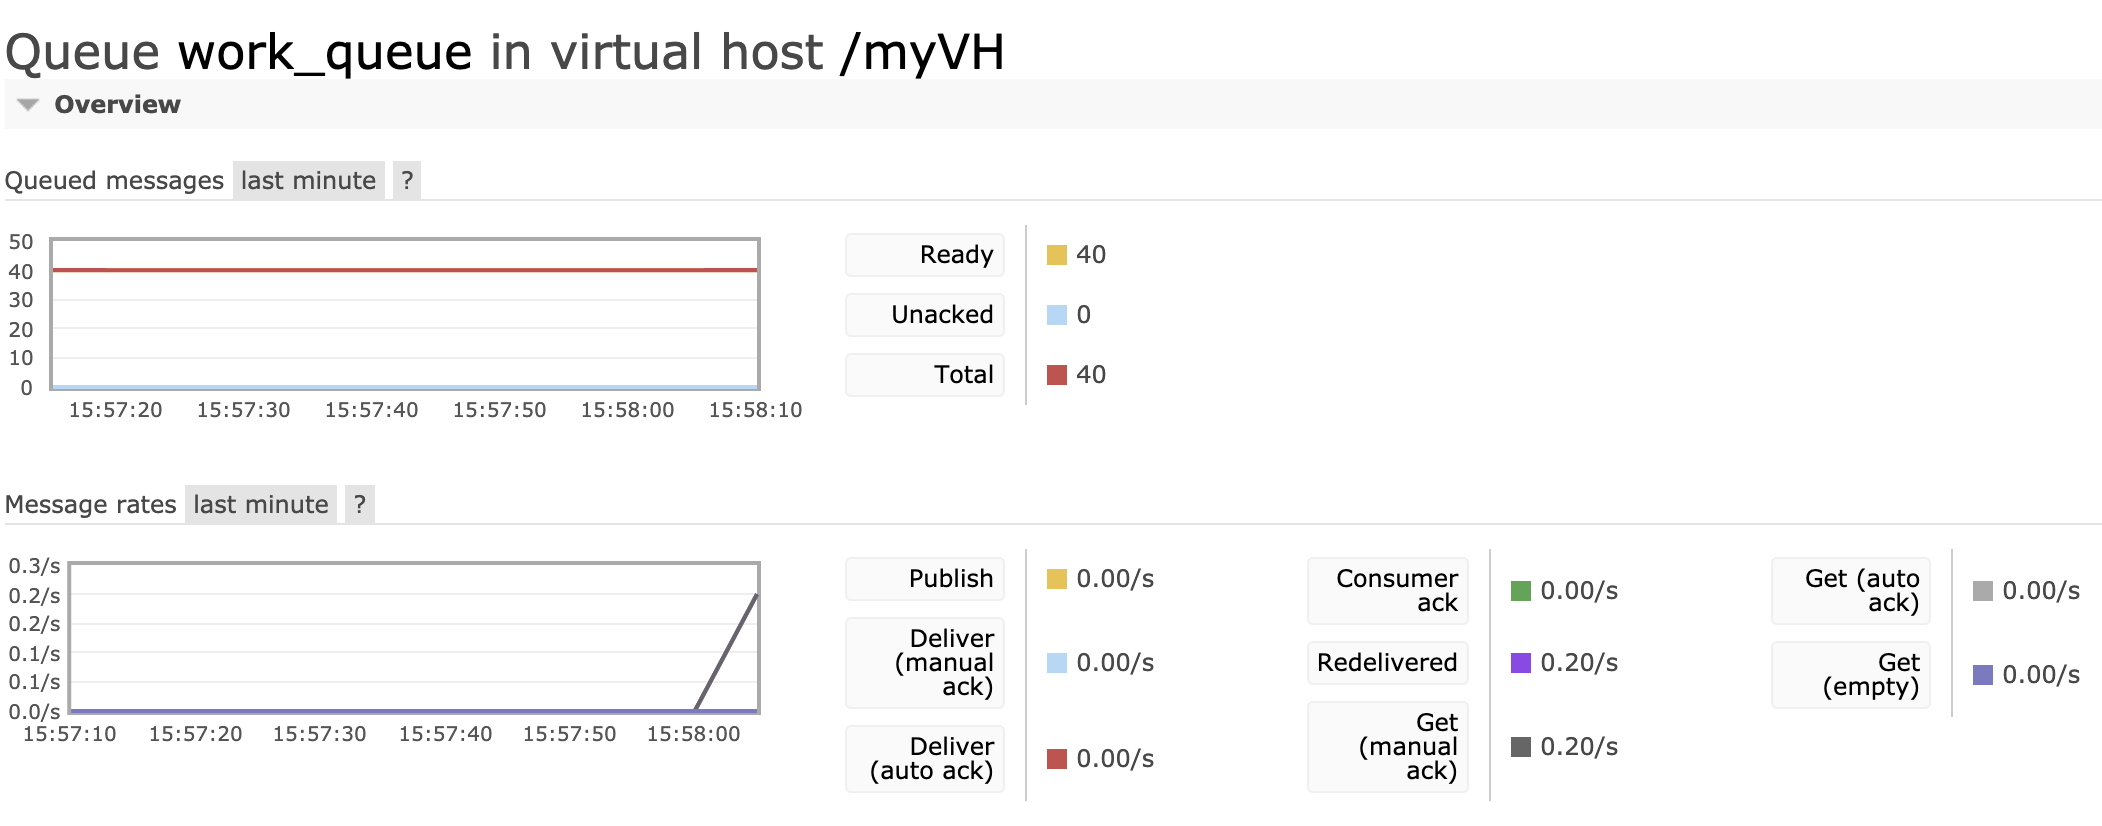 Queue work_queue in virtual host /myVH
Overview
Queued messages last minute ?
50
40
30
20
10
0
15:57:20 15:57:30 15:57:40 15:57:50 15:58:00 15:58:10
Ready 40
Unacked 0
Total 40
Message rates last minute ?
0.3/s
0.2/s
0.2/s
0.1/s
0.1/s
0.0/s
15:57:10 15:57:20 15:57:30 15:57:40 15:57:50 15:58:00
Publish 0.00/s
Deliver
(manual 0.00/s
ack)
Deliver
(auto ack) 0.00/s
Consumer
ack 0.00/s
Redelivered 0.20/s
Get
(manual 0.20/s
ack)
Get (auto
ack) 0.00/s
Get
(empty) 0.00/s